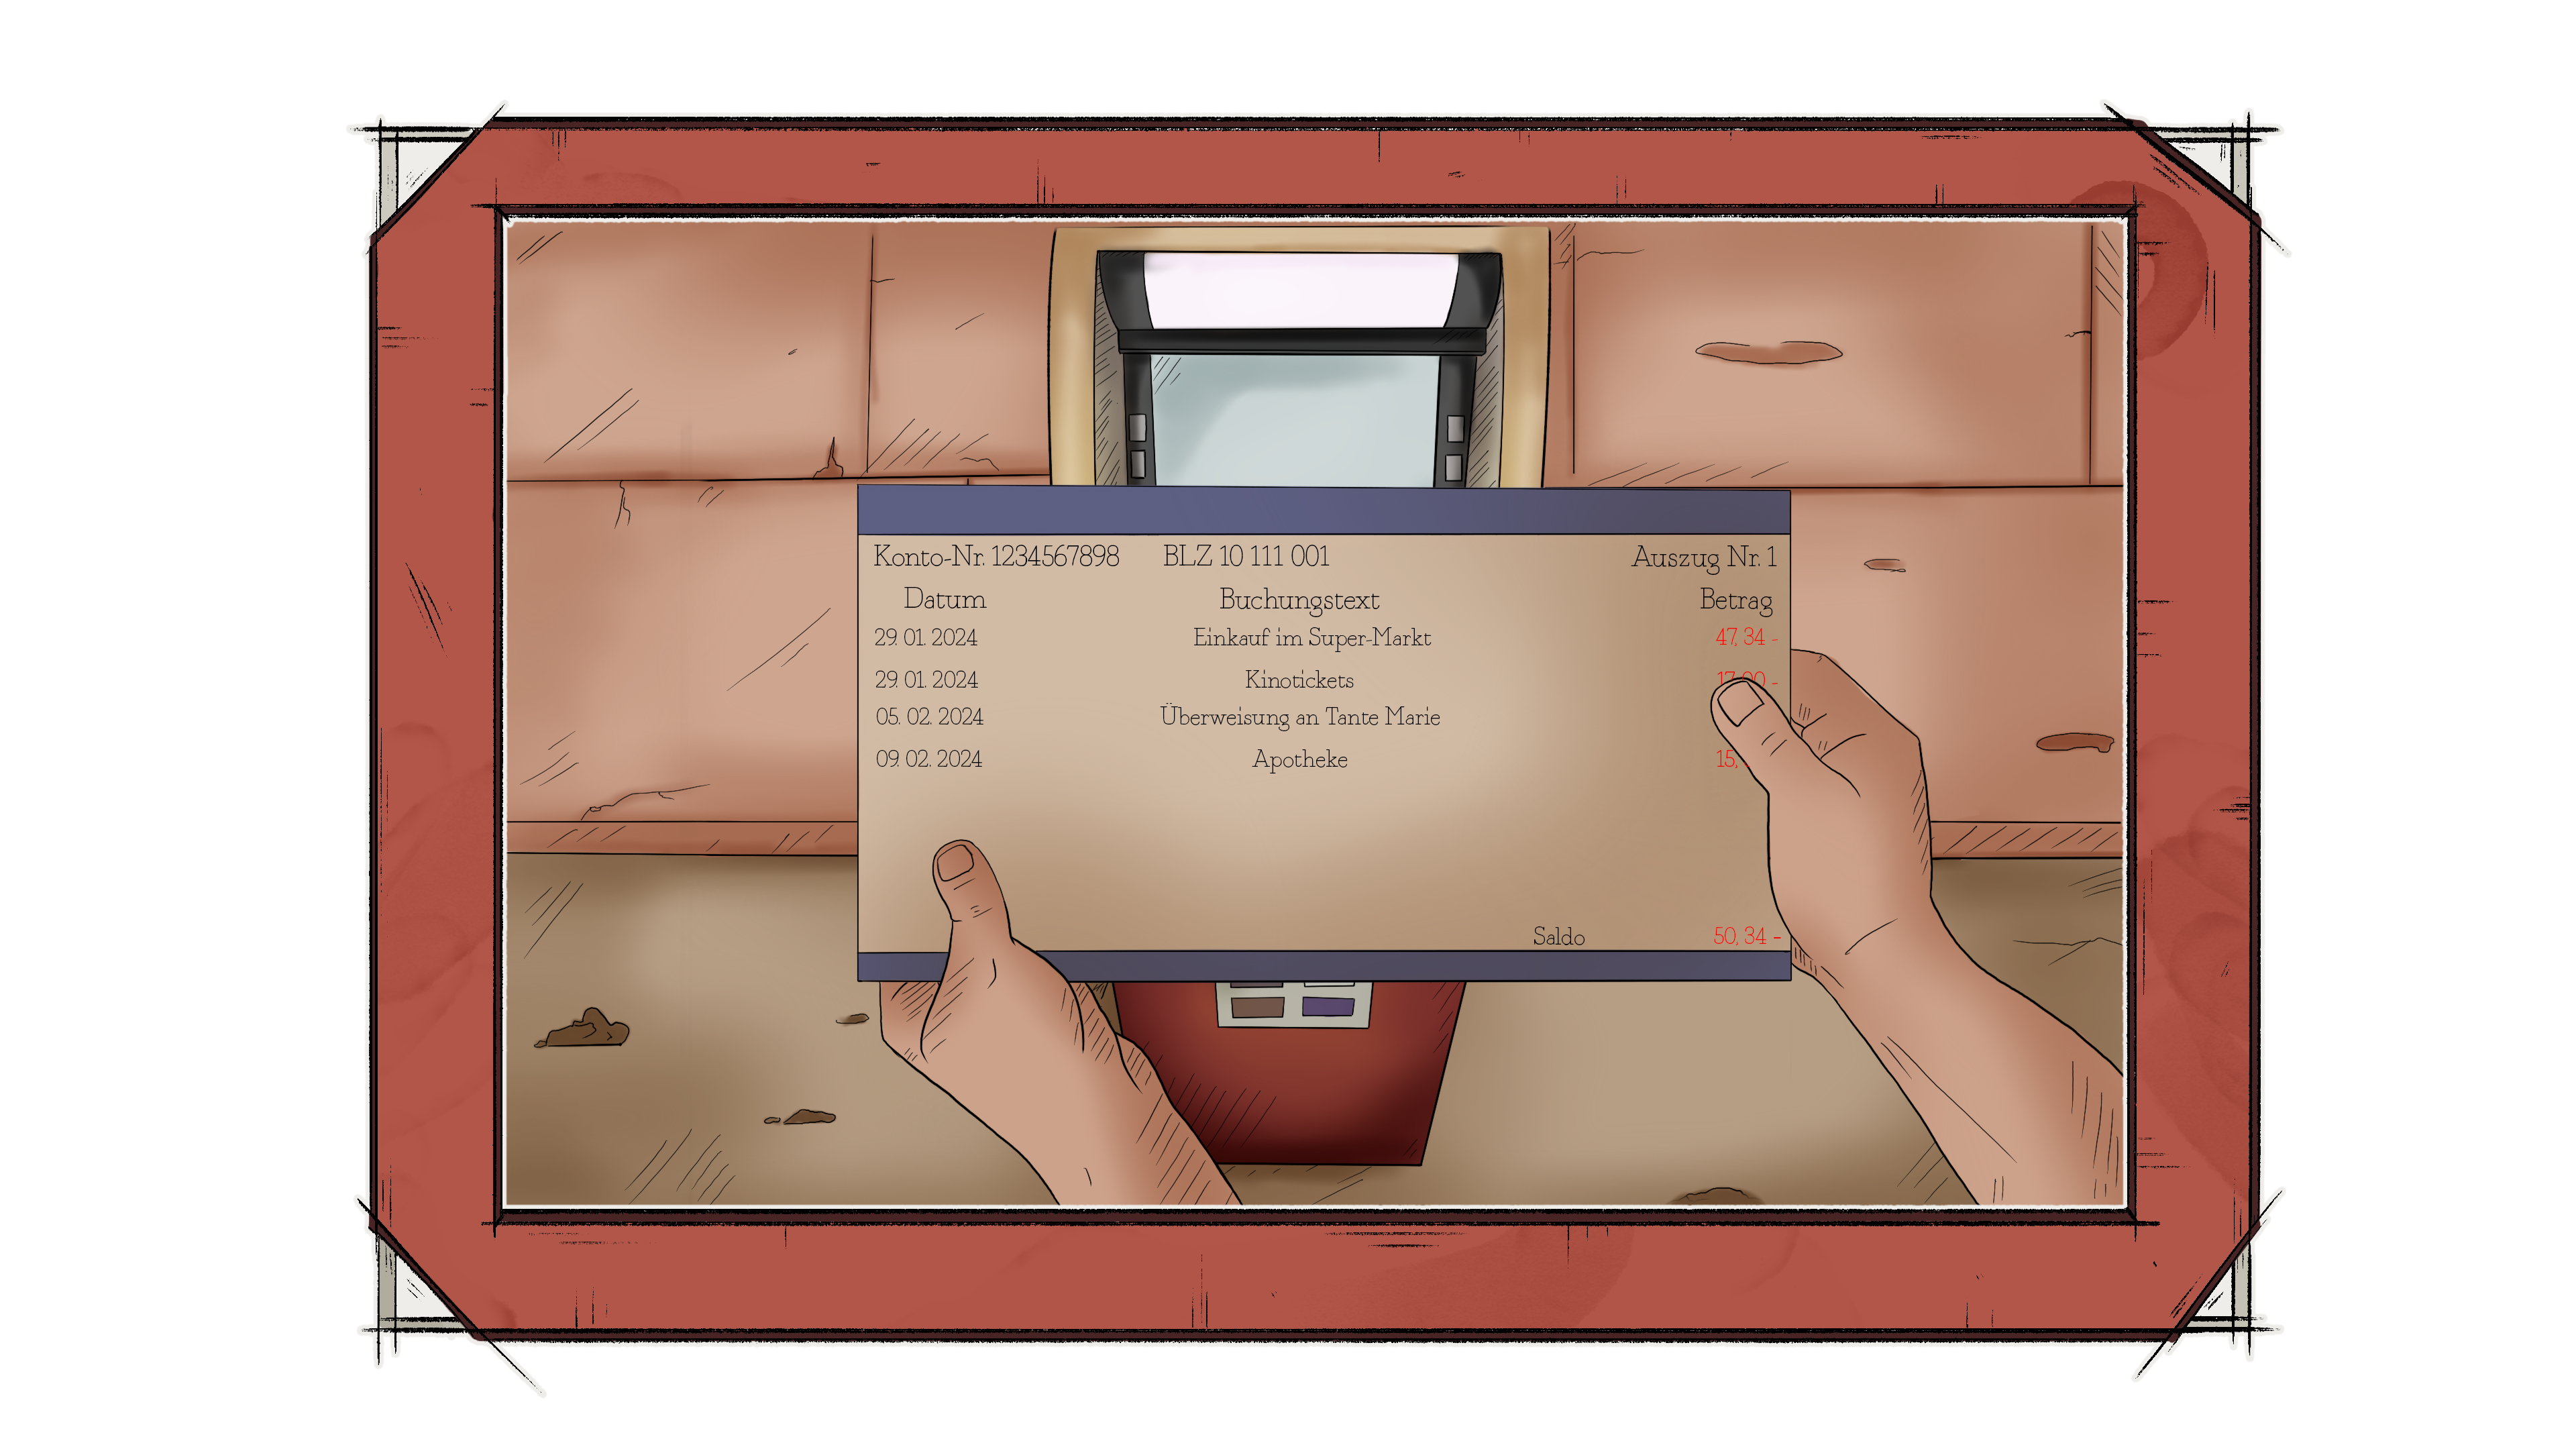 Konto-Nr. 1234567898 BLZ 10 111 001 Auszug Nr. 1
Datum Buchungstext Betrag
29. 01. 2024 Einkauf im Super-Markt 47, 34 -
29. 01. 2024 Kinotickets
05. 02. 2024 Überweisung an Tante Marie
09. 02. 2024 Apotheke 15,
Saldo 50, 34 -